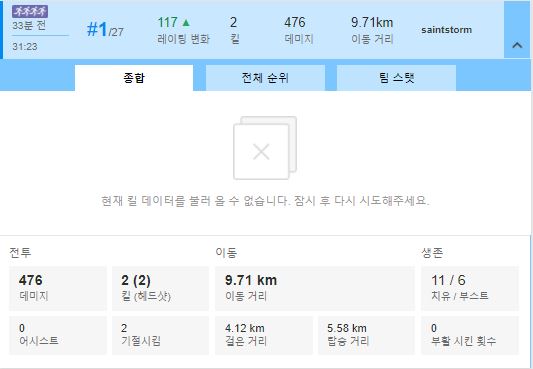 33분 전
31:23
#1/27
117 ▲
레이팅 변화
2
킬
476
데미지
9.71km
이동 거리
saintstorm
종합
전체 순위
팀 스탯
현재 킬 데이터를 불러 올 수 없습니다. 잠시 후 다시 시도해주세요.
전투
이동
생존
476
데미지
2 (2)
킬 (헤드샷)
9.71 km
이동 거리
11 / 6
치유 / 부스트
0
어시스트
2
기절시킴
4.12 km
걸은 거리
5.58 km
탑승 거리
0
부활 시킨 횟수